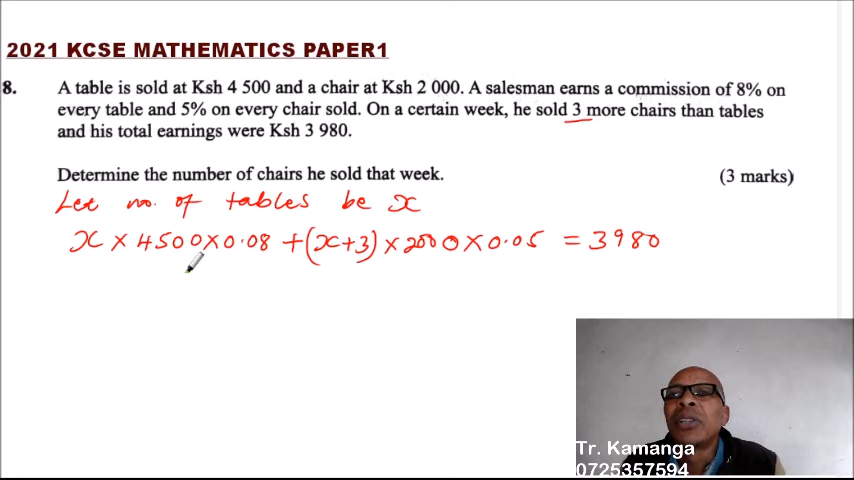 2021 KCSE MATHEMATICS PAPER1
8. A table is sold at Ksh 4 500 and a chair at Ksh 2 000. A salesman earns a commission of 8% on
every table and 5% on every chair sold. On a certain week, he sold 3 more chairs than tables
and his total earnings were Ksh 3 980.
Determine the number of chairs he sold that week. (3 marks)
Let no. of tables be x
x × 4500 × 0.08 + (x+3) × 2000 × 0.05 = 3980
Tr. Kamanga
0725357594